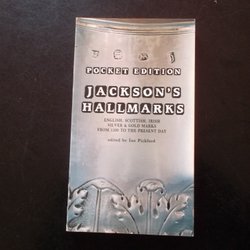 POCKET EDITION
JACKSON'S
HALLMARKS
ENGLISH, SCOTTISH, IRISH
SILVER & GOLD MARKS
FROM 1300 TO THE PRESENT DAY
edited by Ian Pickford